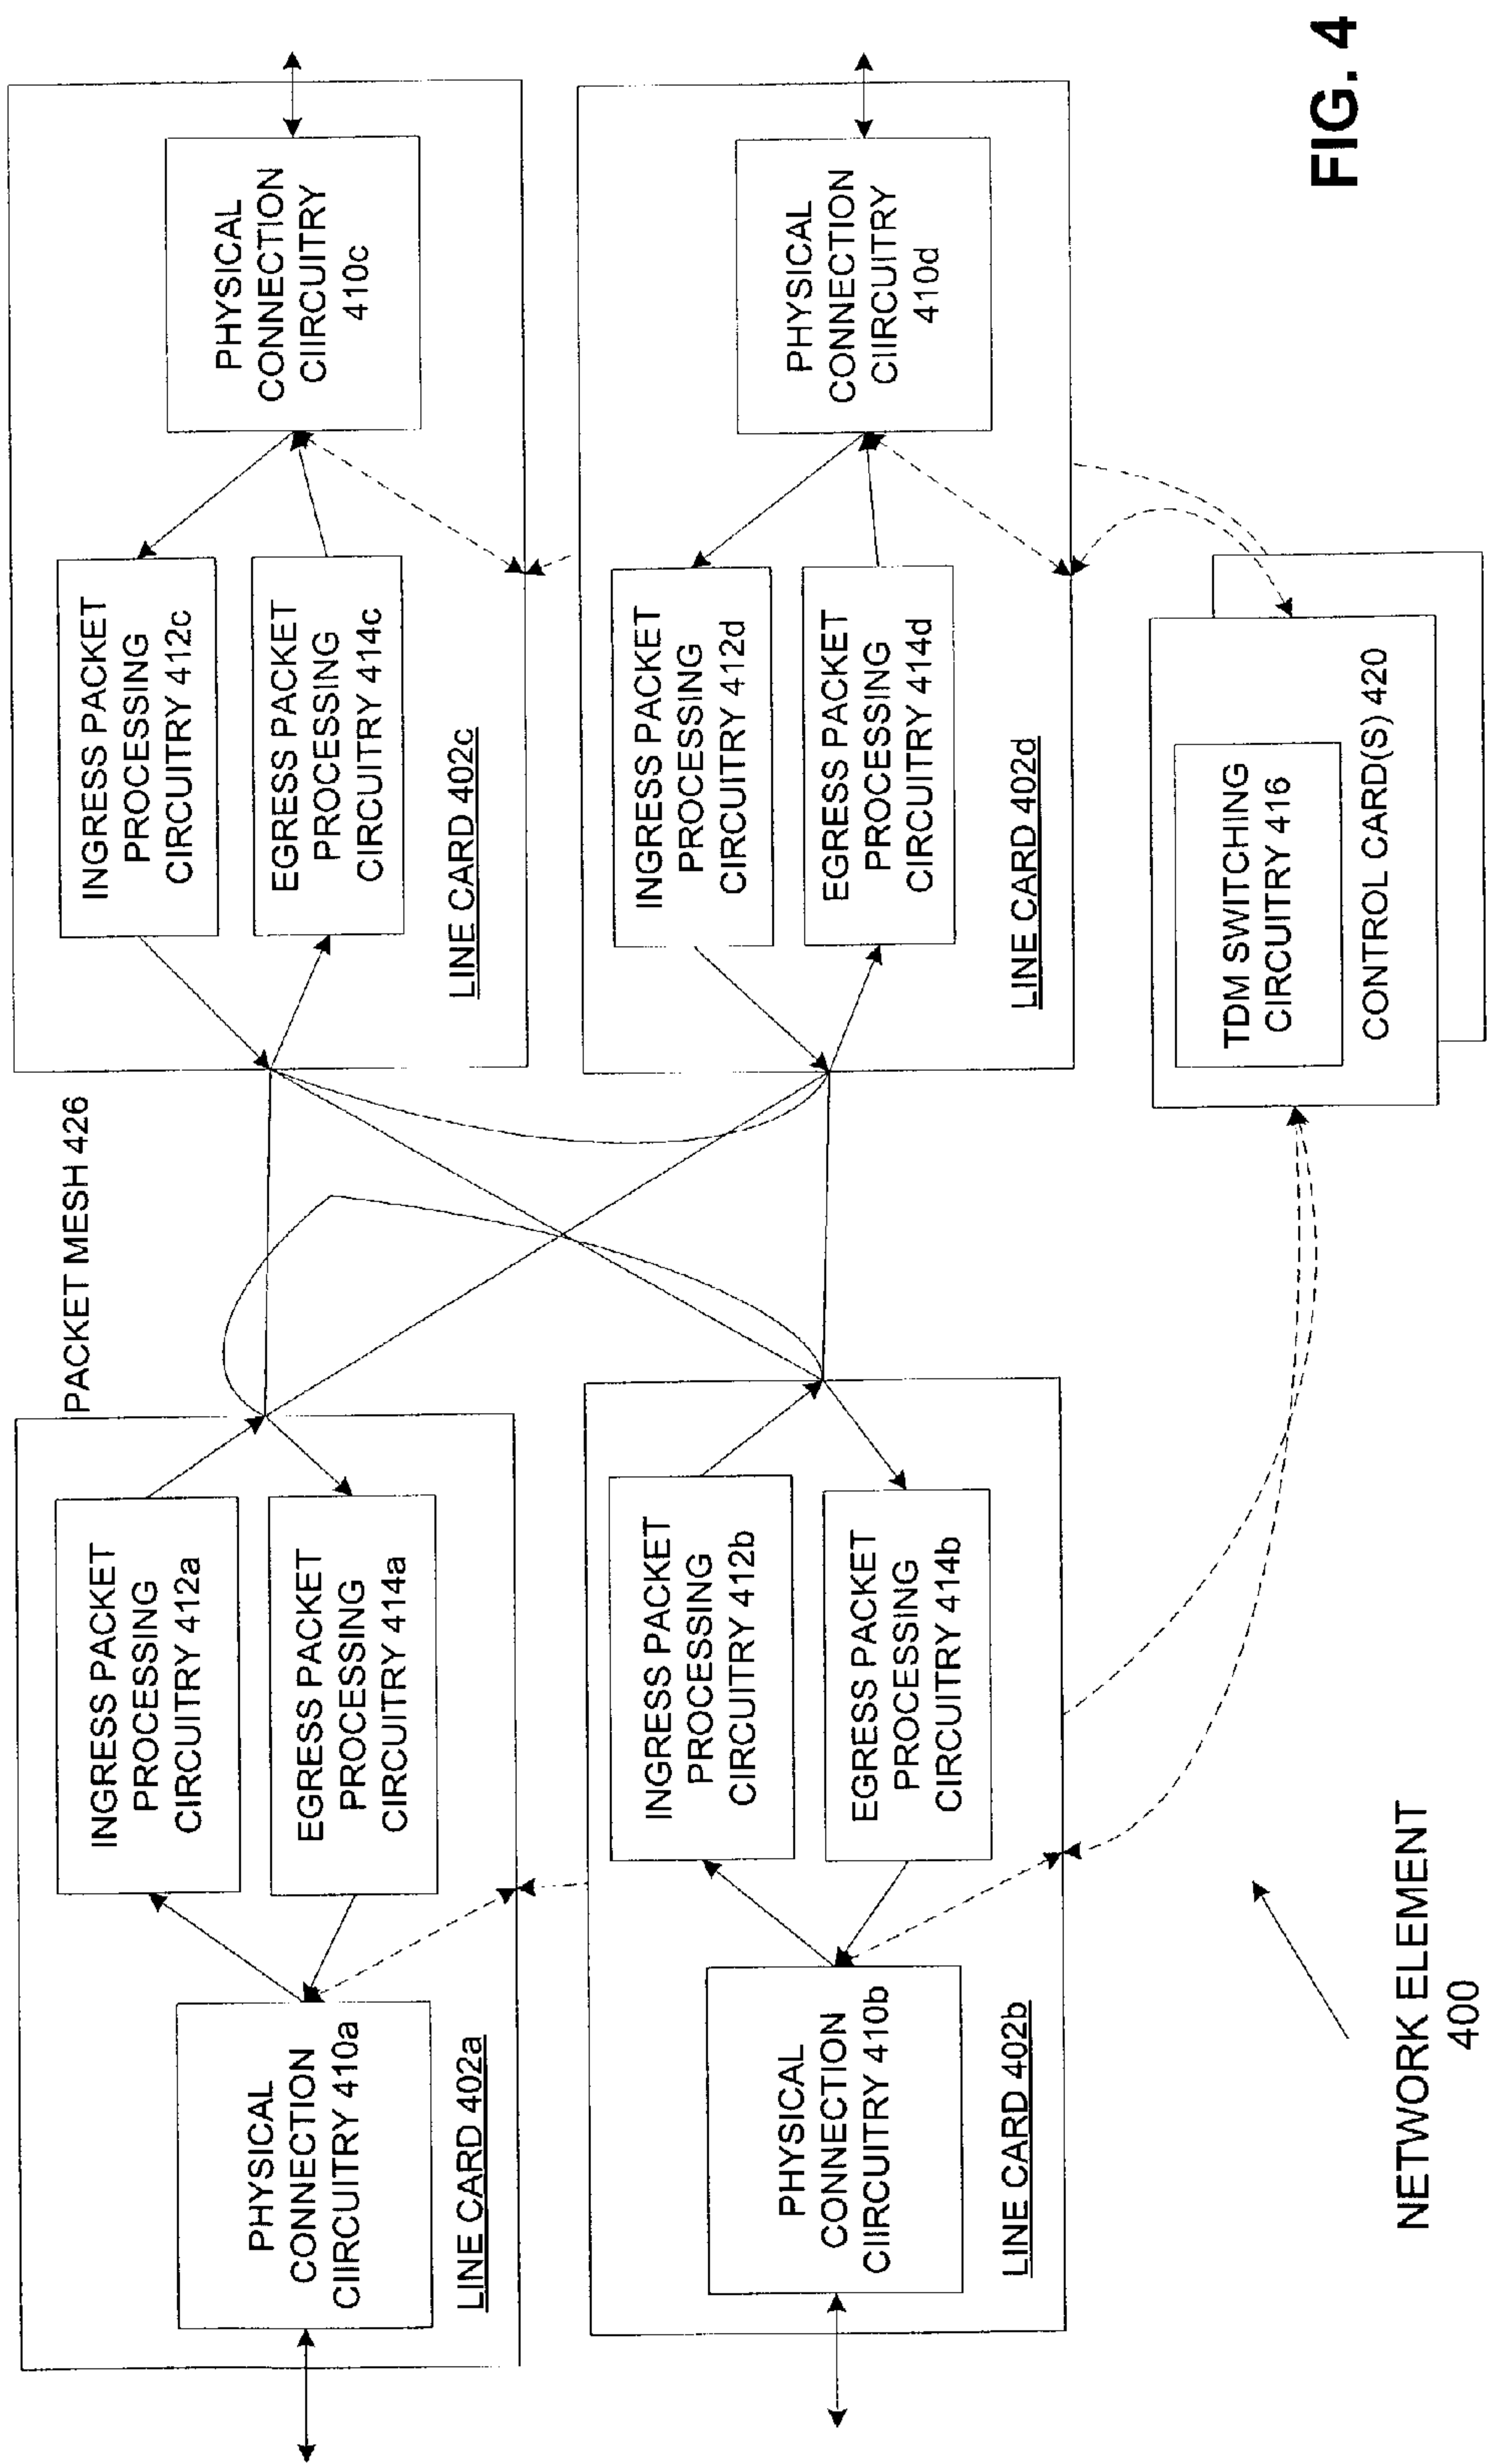 PACKET MESH 426
INGRESS PACKET
PROCESSING
CIRCUITRY 412a
EGRESS PACKET
PROCESSING
CIRCUITRY 414a
PHYSICAL
CONNECTION
CIIRCUITRY 410a
LINE CARD 402a
INGRESS PACKET
PROCESSING
CIRCUITRY 412c
EGRESS PACKET
PROCESSING
CIRCUITRY 414c
PHYSICAL
CONNECTION
CIIRCUITRY
410c
LINE CARD 402c
INGRESS PACKET
PROCESSING
CIRCUITRY 412b
EGRESS PACKET
PROCESSING
CIRCUITRY 414b
PHYSICAL
CONNECTION
CIIRCUITRY 410b
LINE CARD 402b
INGRESS PACKET
PROCESSING
CIRCUITRY 412d
EGRESS PACKET
PROCESSING
CIRCUITRY 414d
PHYSICAL
CONNECTION
CIIRCUITRY
410d
LINE CARD 402d
TDM SWITCHING
CIRCUITRY 416
CONTROL CARD(S) 420
NETWORK ELEMENT
400
FIG. 4